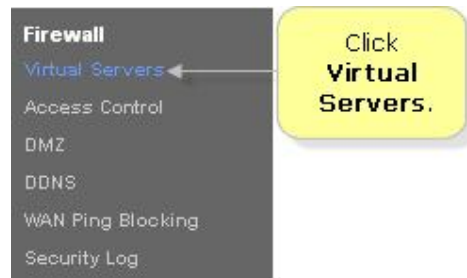 Firewall
Virtual Servers
Access Control
DMZ
DDNS
WAN Ping Blocking
Security Log
Click
Virtual
Servers.